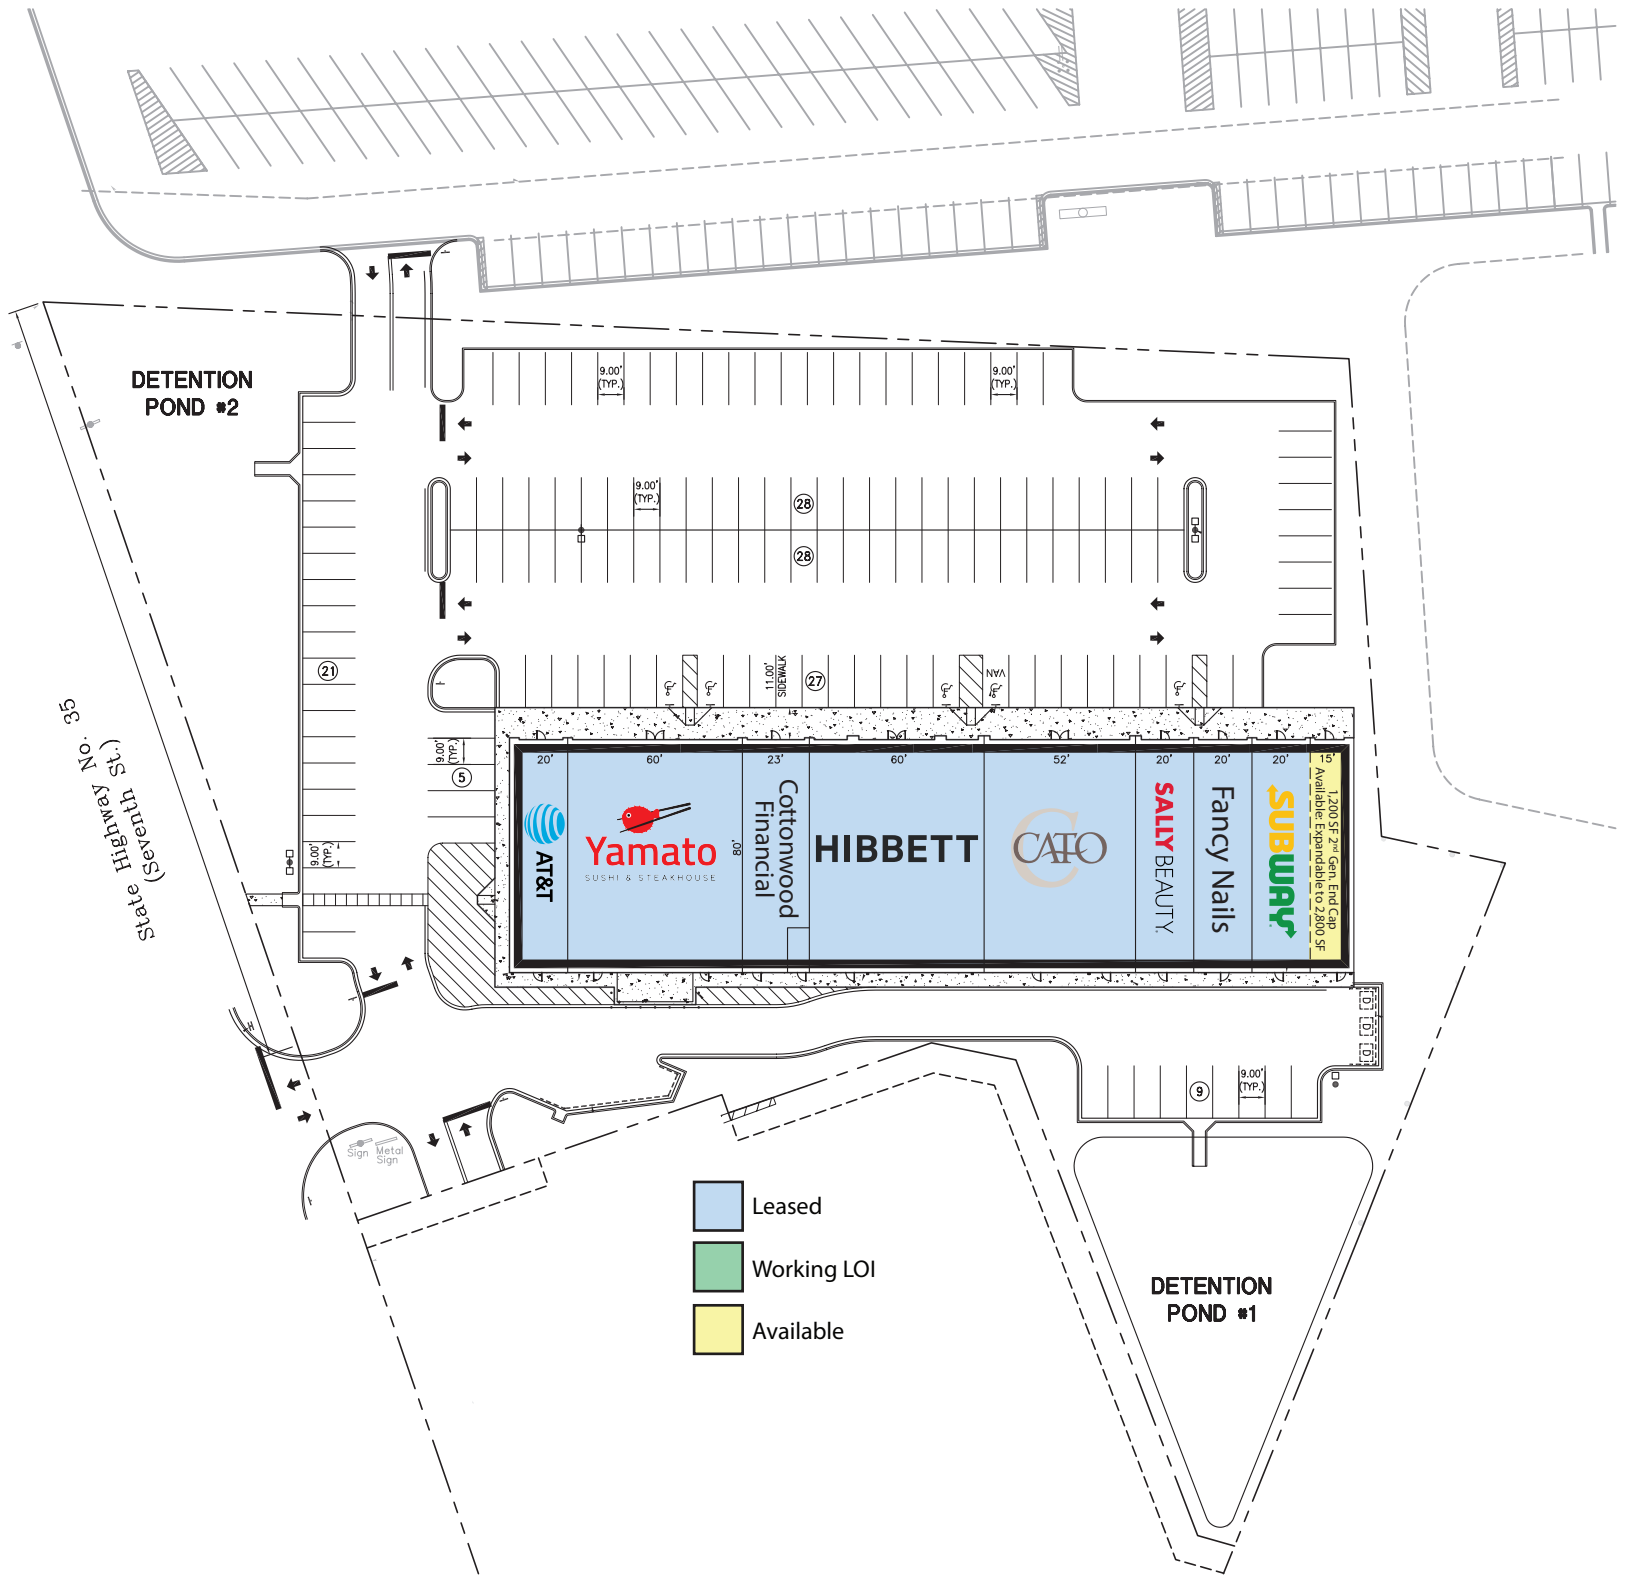 DETENTION
POND #2
9.00'
(TYP.)
9.00'
(TYP.)
9.00'
(TYP.)
28
28
21
11.00'
SIDEWALK
27
VAN
State Highway No. 35
(Seventh St.)
9.00'
(TYP.)
5
9.00'
(TYP.)
20'
60'
23'
60'
52'
20'
20'
20'
15'
AT&T
Yamato
SUSHI & STEAKHOUSE
80'
Cottonwood
Financial
HIBBETT
C
CATO
SALLY BEAUTY.
Fancy Nails
SUBWAY
1,200 SF 2nd Gen. End Cap
Available: Expandable to 2,800 SF
D
D
D
9
9.00'
(TYP.)
Sign
Metal
Sign
Leased
Working LOI
Available
DETENTION
POND #1